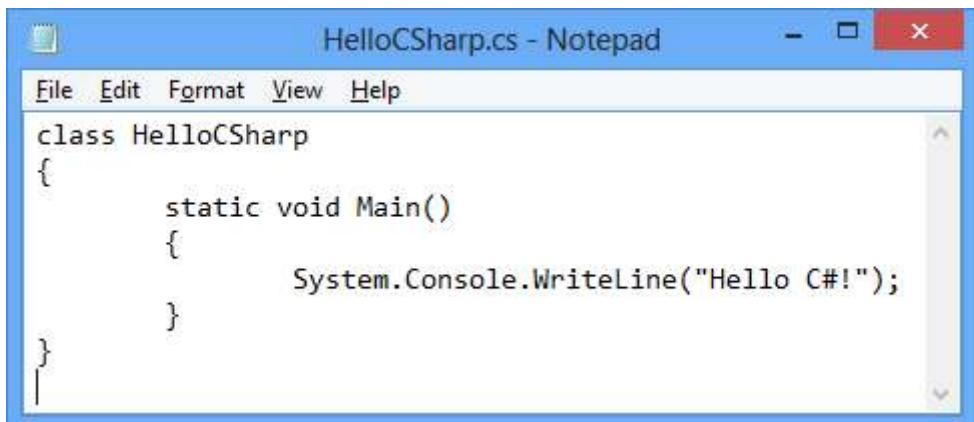 HelloCSharp.cs - Notepad
File Edit Format View Help
class HelloCSharp
{
        static void Main()
        {
                System.Console.WriteLine("Hello C#!");
        }
}